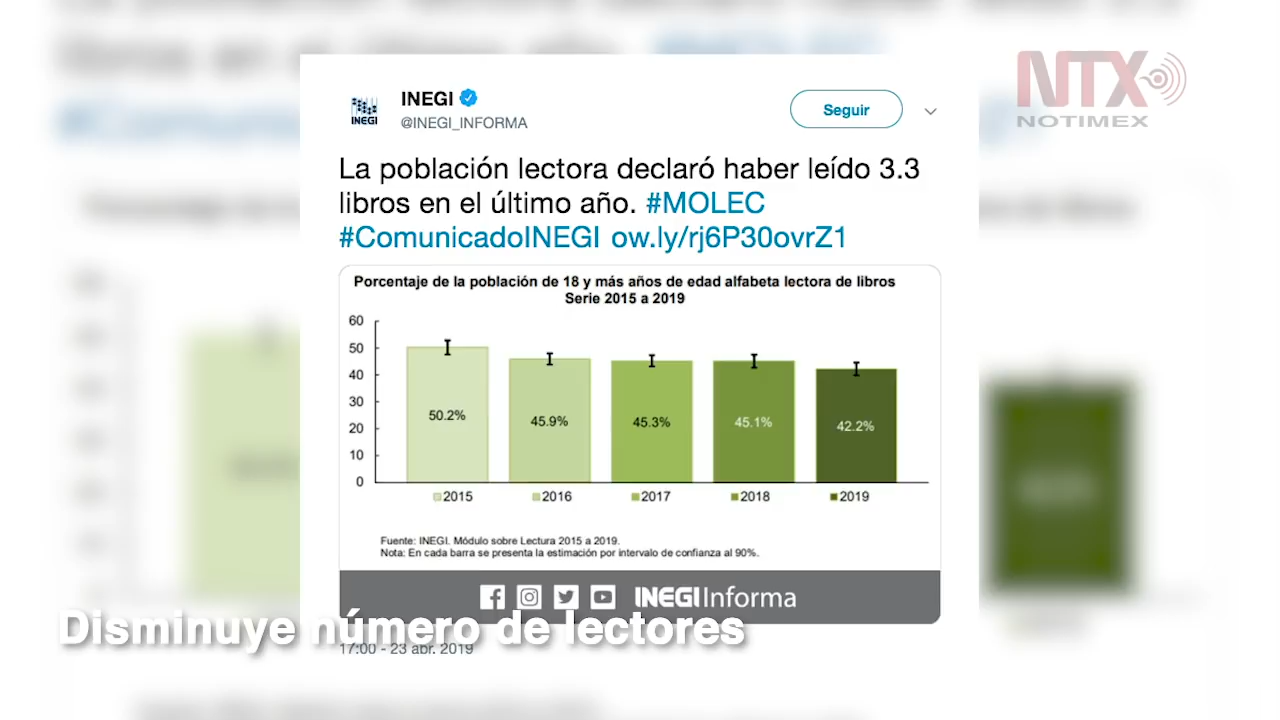 NTX
NOTIMEX
INEGI
INEGI
@INEGI_INFORMA
Seguir
La población lectora declaró haber leído 3.3
libros en el último año. #MOLEC
#ComunicadoINEGI ow.ly/rj6P30ovrZ1
Porcentaje de la población de 18 y más años de edad alfabeta lectora de libros
Serie 2015 a 2019
60
50
40
30
20
10
0
50.2%
45.9%
45.3%
45.1%
42.2%
2015
2016
2017
2018
2019
Fuente: INEGI. Módulo sobre Lectura 2015 a 2019.
Nota: En cada barra se presenta la estimación por intervalo de confianza al 90%.
INEGI Informa
Disminuye número de lectores
17:00 - 23 abr. 2019